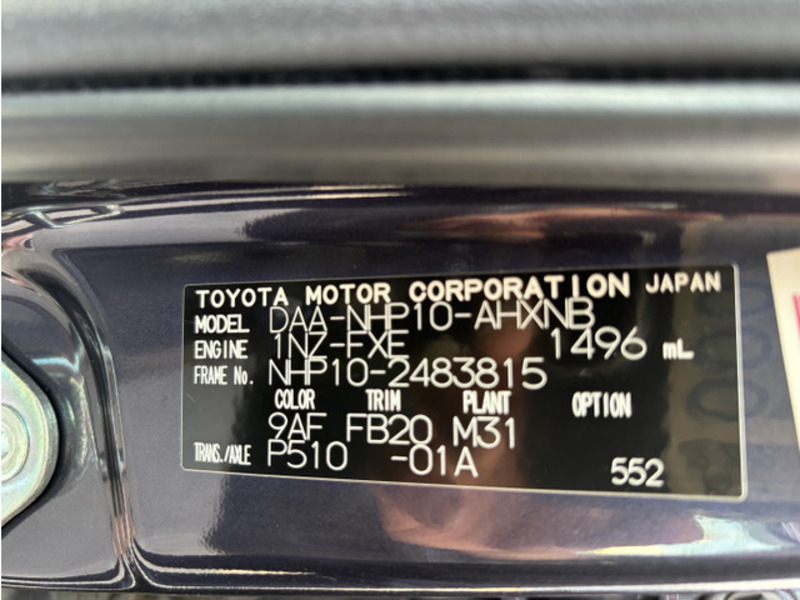 TOYOTA MOTOR CORPORATION JAPAN
MODEL DAA-NHP10-AHXNB
ENGINE 1NZ-FXE 1496 mL
FRAME No. NHP10-2483815
COLOR TRIM PLANT OPTION
9AF FB20 M31
TRANS./AXLE P510 -01A 552